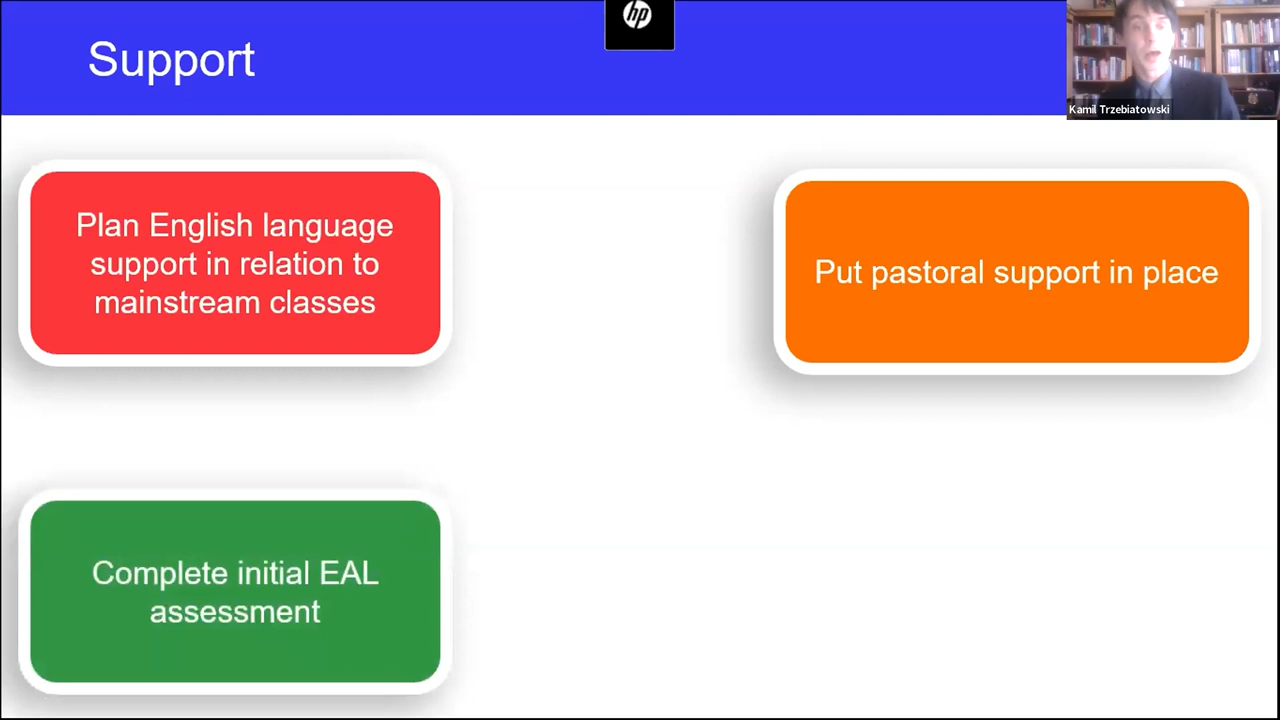 Support
hp
Kamil Trzebiatowski
Plan English language
support in relation to
mainstream classes
Put pastoral support in place
Complete initial EAL
assessment